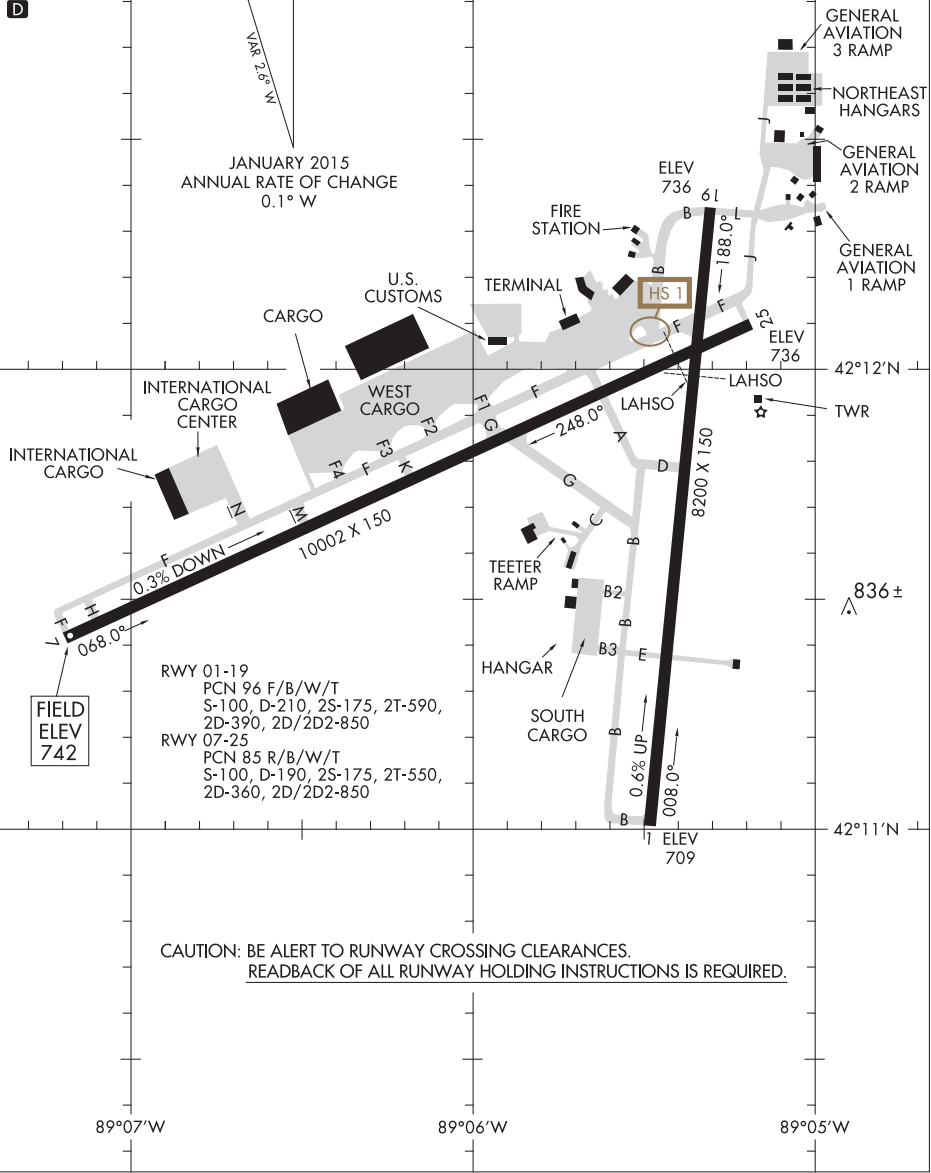 D
VAR 2.6° W
JANUARY 2015
ANNUAL RATE OF CHANGE
0.1° W
GENERAL
AVIATION
3 RAMP
NORTHEAST
HANGARS
J
GENERAL
AVIATION
2 RAMP
ELEV
736
19
B
L
188.0°
FIRE
STATION
B
J
GENERAL
AVIATION
1 RAMP
HS 1
U.S.
CUSTOMS
TERMINAL
CARGO
F
F
25
ELEV
736
42°12'N
INTERNATIONAL
CARGO
CENTER
WEST
CARGO
F1
F
LAHSO
LAHSO
TWR
INTERNATIONAL
CARGO
F2
G
248.0°
A
F3
F
F4
K
D
8200 X 150
G
N
M
C
10002 X 150
B
F
0.3% DOWN
TEETER
RAMP
B2
836 ±
H
F
7
068.0°
B
B3
E
HANGAR
RWY 01-19
PCN 96 F/B/W/T
S-100, D-210, 2S-175, 2T-590,
2D-390, 2D/2D2-850
RWY 07-25
PCN 85 R/B/W/T
S-100, D-190, 2S-175, 2T-550,
2D-360, 2D/2D2-850
FIELD
ELEV
742
SOUTH
CARGO
B
0.6% UP
008.0°
B
42°11'N
1
ELEV
709
CAUTION: BE ALERT TO RUNWAY CROSSING CLEARANCES.
READBACK OF ALL RUNWAY HOLDING INSTRUCTIONS IS REQUIRED.
89°07'W
89°06'W
89°05'W